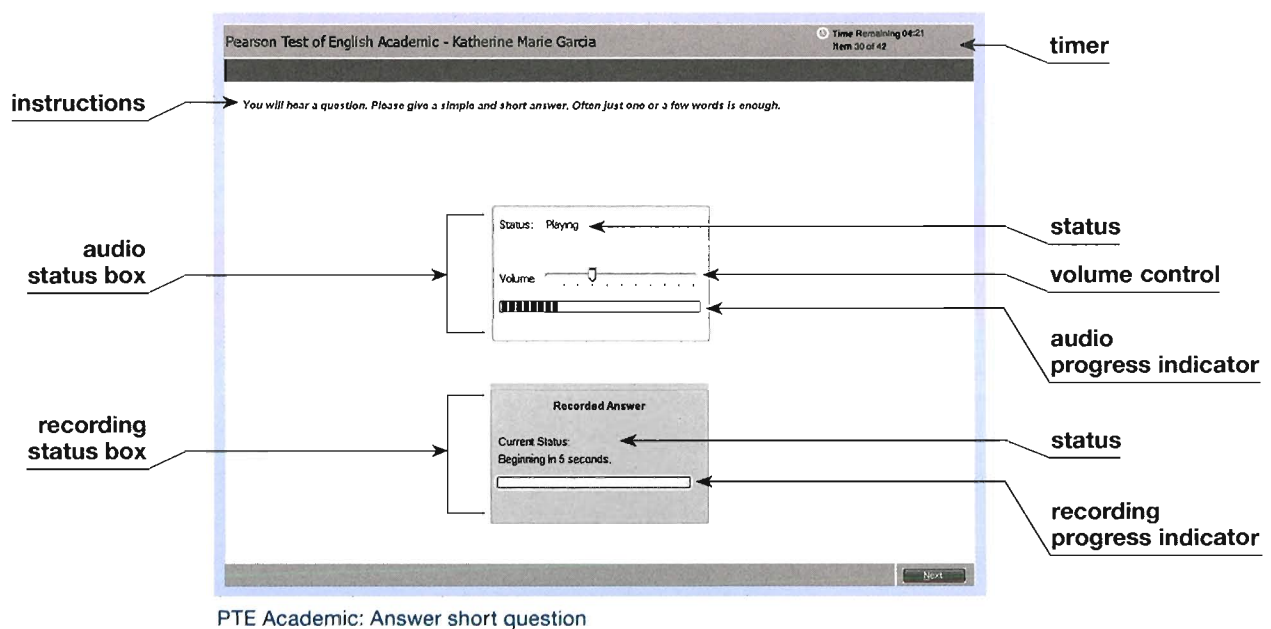 Pearson Test of English Academic - Katherine Marie Garcia
Time Remaining 04:21
Item 30 of 42
timer
instructions
You will hear a question. Please give a simple and short answer. Often just one or a few words is enough.
audio
status box
Status: Playing
status
Volume
volume control
audio
progress indicator
recording
status box
Recorded Answer
Current Status:
Beginning in 5 seconds.
status
recording
progress indicator
Next
PTE Academic: Answer short question